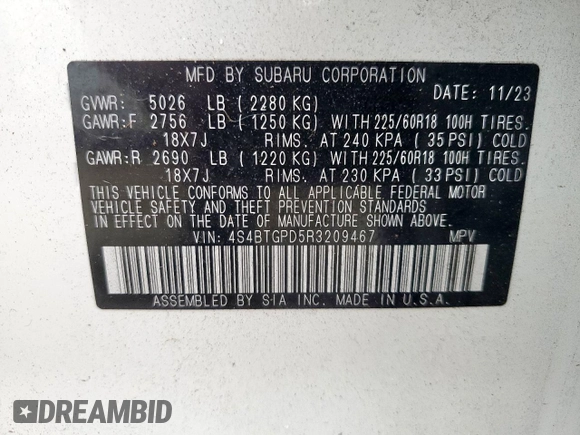 MFD BY SUBARU CORPORATION
DATE: 11/23
GVWR: 5026 LB (2280 KG)
GAWR:F 2756 LB (1250 KG) WITH 225/60R18 100H TIRES.
18X7J RIMS. AT 240 KPA (35 PSI) COLD
GAWR:R 2690 LB (1220 KG) WITH 225/60R18 100H TIRES.
18X7J RIMS. AT 230 KPA (33 PSI) COLD
THIS VEHICLE CONFORMS TO ALL APPLICABLE FEDERAL MOTOR
VEHICLE SAFETY AND THEFT PREVENTION STANDARDS
IN EFFECT ON THE DATE OF MANUFACTURE SHOWN ABOVE.
VIN: 4S4BTGPD5R3209467 MPV
ASSEMBLED BY S-I-A INC. MADE IN U.S.A.
DREAMBID